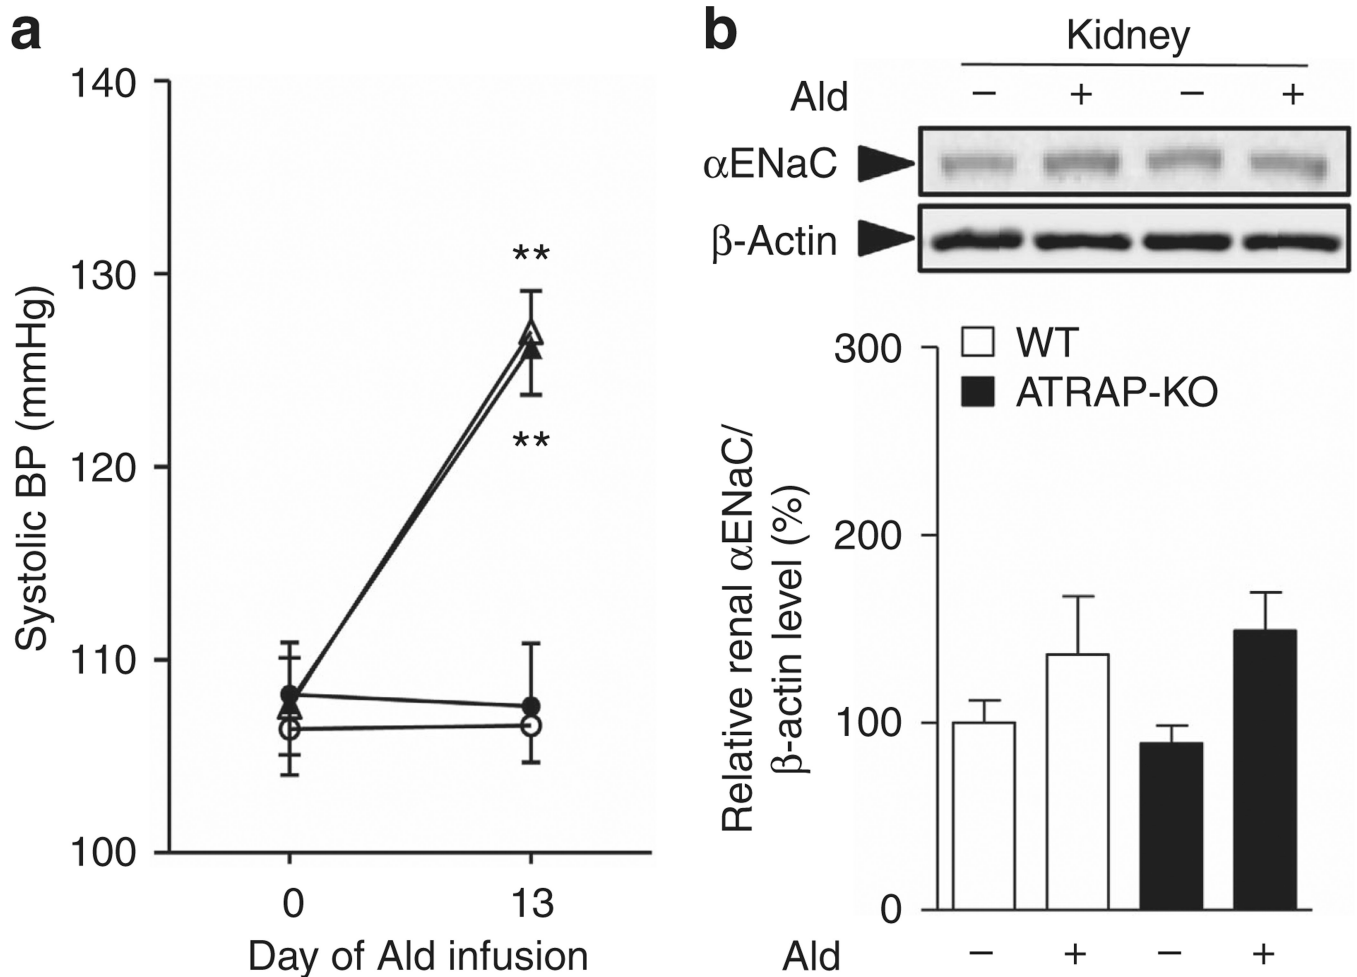 a
140
130
120
110
100
Systolic BP (mmHg)
**
**
0 13
Day of Ald infusion
b
Kidney
Ald − + − +
αENaC
β-Actin
WT
ATRAP-KO
300
200
100
0
Relative renal αENaC/
β-actin level (%)
Ald − + − +